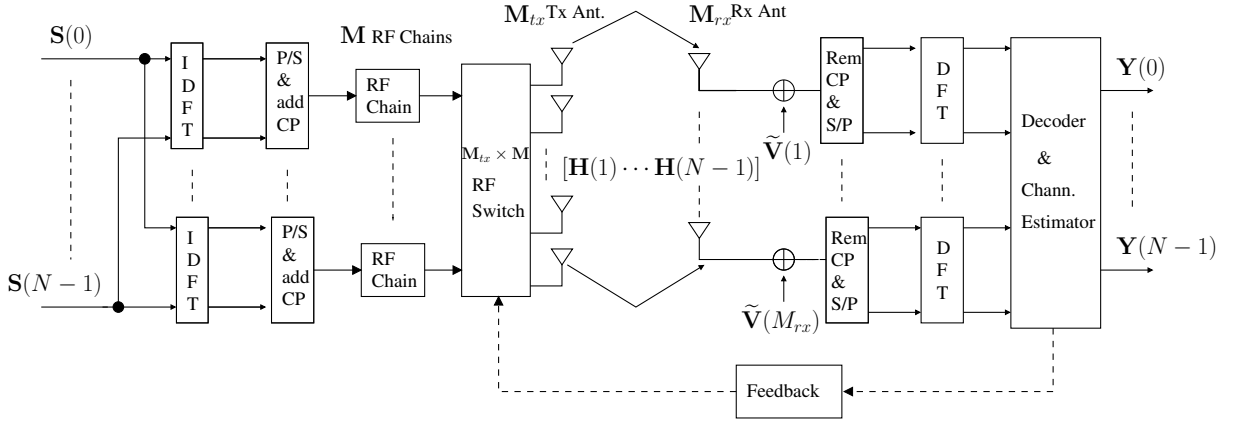 S(0)
S(N−1)
I
D
F
T
P/S
&
add
CP
M RF Chains
RF
Chain
I
D
F
T
P/S
&
add
CP
RF
Chain
M_tx × M
RF
Switch
M_tx Tx Ant.
M_rx Rx Ant
[H(1) ⋯ H(N−1)]
Ṽ(1)
Ṽ(M_rx)
Rem
CP
&
S/P
D
F
T
Rem
CP
&
S/P
D
F
T
Decoder
&
Chann.
Estimator
Y(0)
Y(N−1)
Feedback